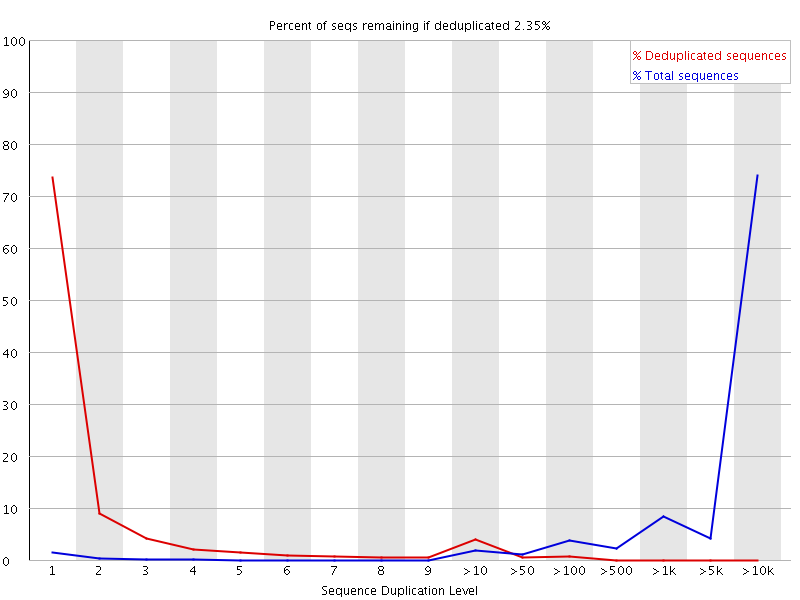 Percent of seqs remaining if deduplicated 2.35%
% Deduplicated sequences
% Total sequences
100
90
80
70
60
50
40
30
20
10
0
1 2 3 4 5 6 7 8 9 >10 >50 >100 >500 >1k >5k >10k
Sequence Duplication Level